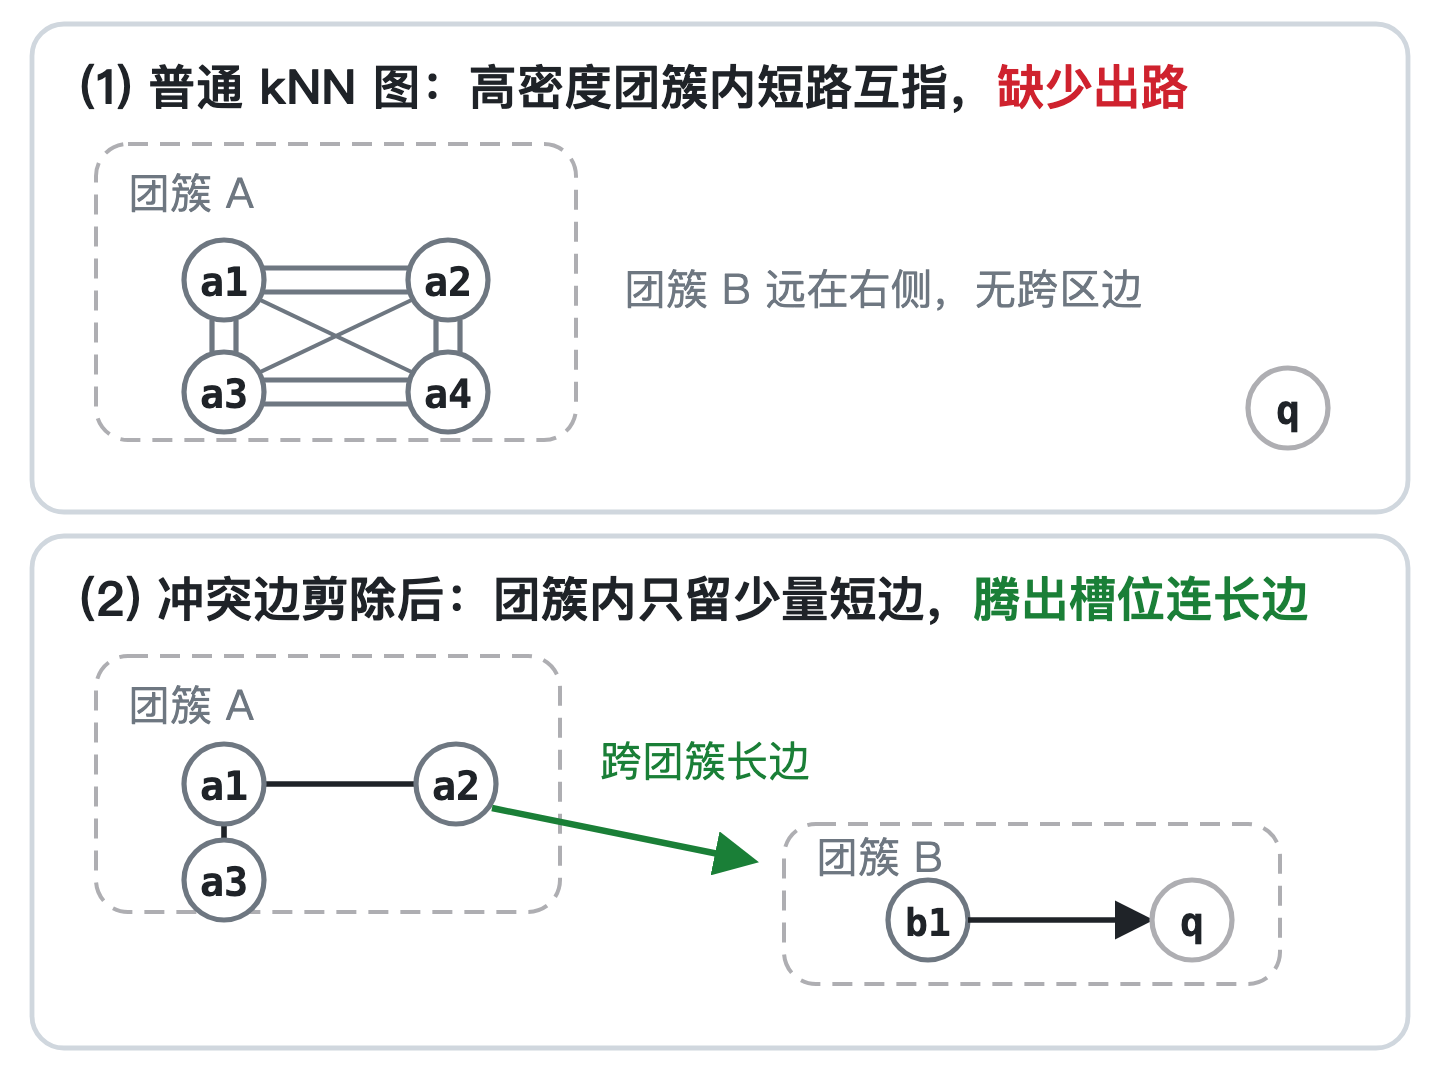 (1) 普通 kNN 图：高密度团簇内短路互指，缺少出路
团簇 A
a1
a2
团簇 B 远在右侧，无跨区边
a3
a4
q
(2) 冲突边剪除后：团簇内只留少量短边，腾出槽位连长边
团簇 A
a1
a2
跨团簇长边
a3
团簇 B
b1
q